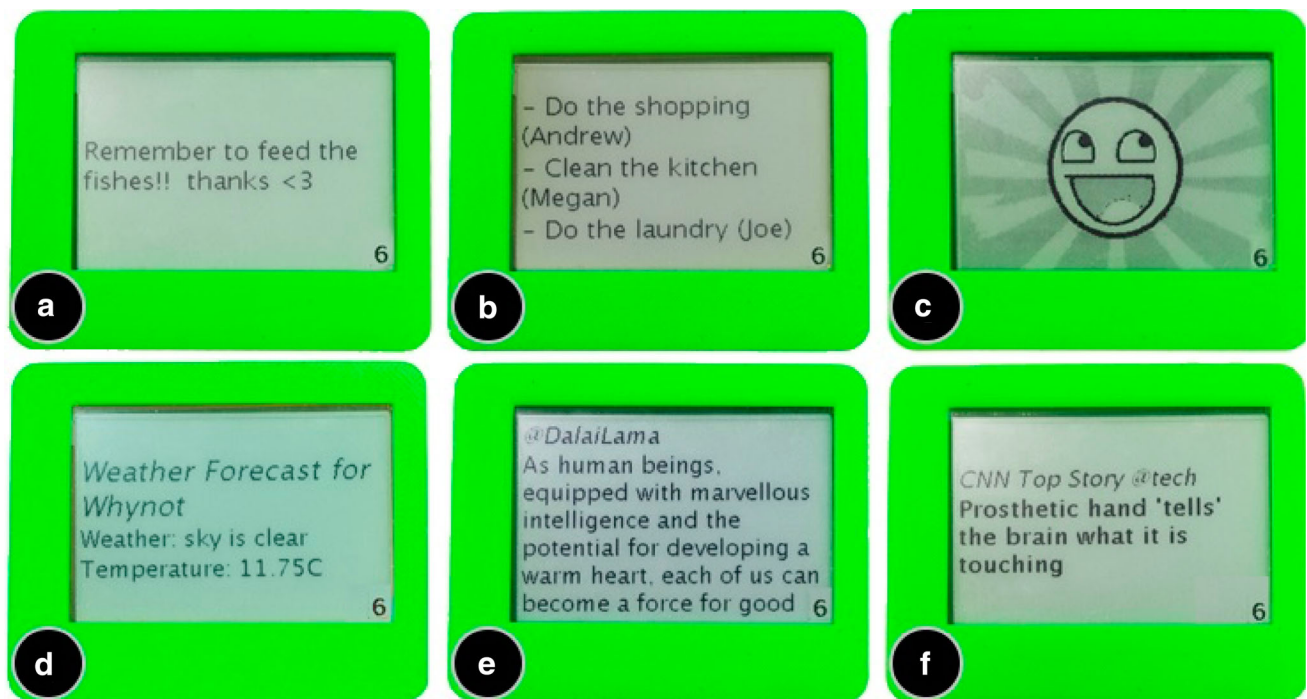 Remember to feed the
fishes!! thanks <3
6
a
- Do the shopping
(Andrew)
- Clean the kitchen
(Megan)
- Do the laundry (Joe)
6
b
6
c
Weather Forecast for
Whynot
Weather: sky is clear
Temperature: 11.75C
6
d
@DalaiLama
As human beings,
equipped with marvellous
intelligence and the
potential for developing a
warm heart, each of us can
become a force for good
6
e
CNN Top Story @tech
Prosthetic hand 'tells'
the brain what it is
touching
6
f